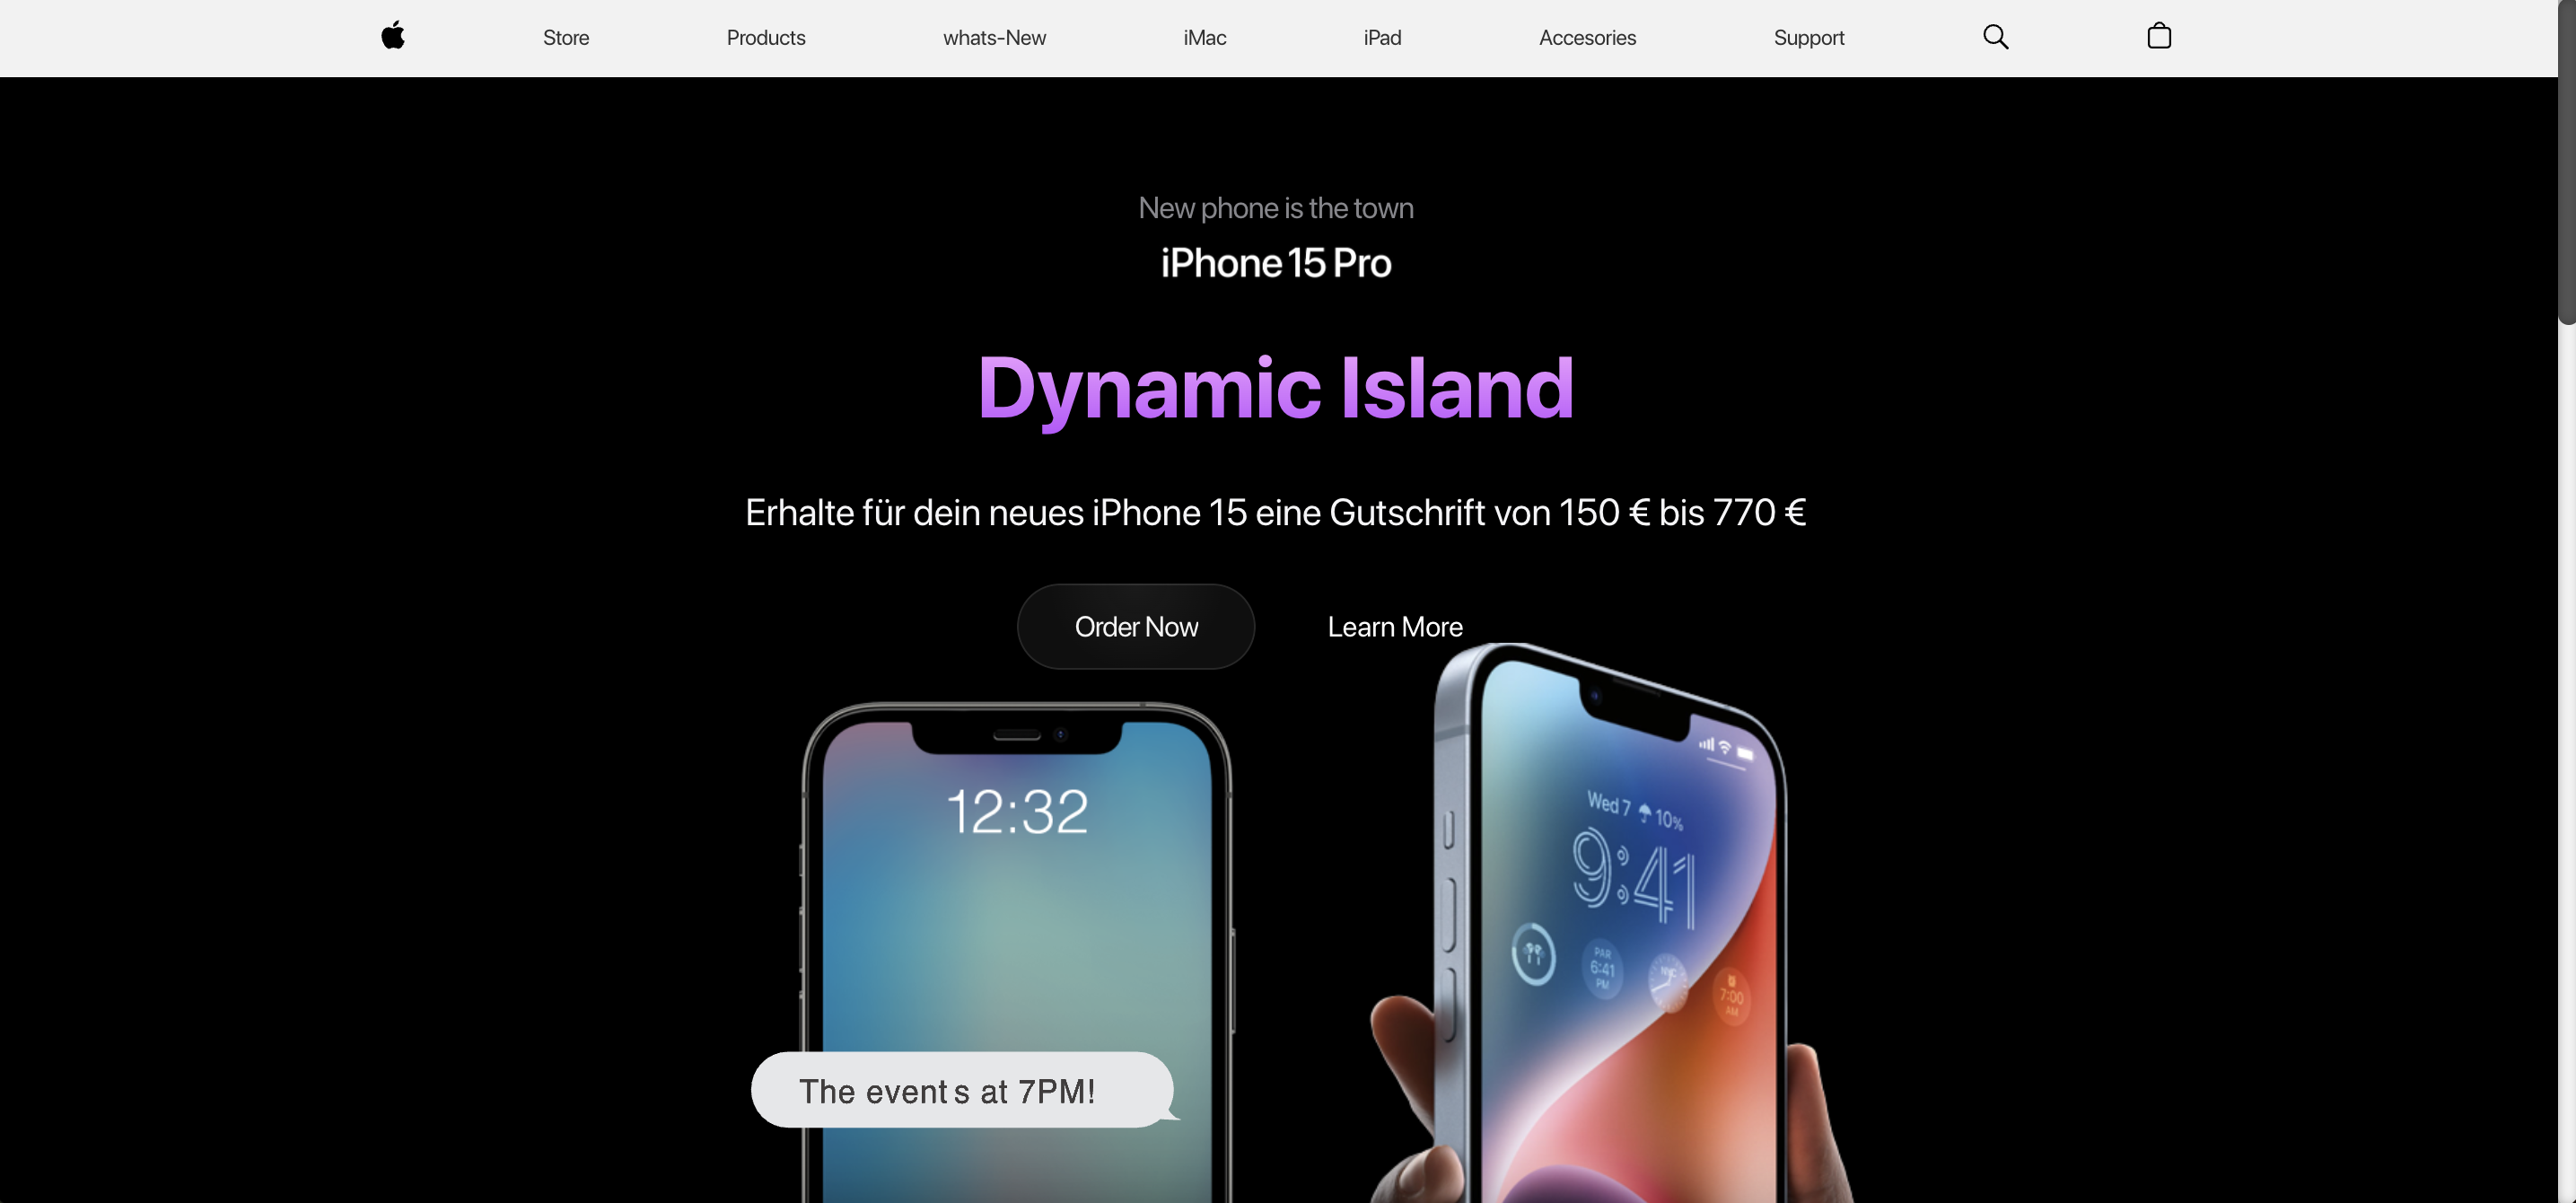 Store Products whats-New iMac iPad Accesories Support
New phone is the town
iPhone 15 Pro
Dynamic Island
Erhalte für dein neues iPhone 15 eine Gutschrift von 150 € bis 770 €
Order Now Learn More
12:32
Wed 7 10%
9:41
PAR
6:41
PM
NYC
7:00
AM
The event s at 7PM!